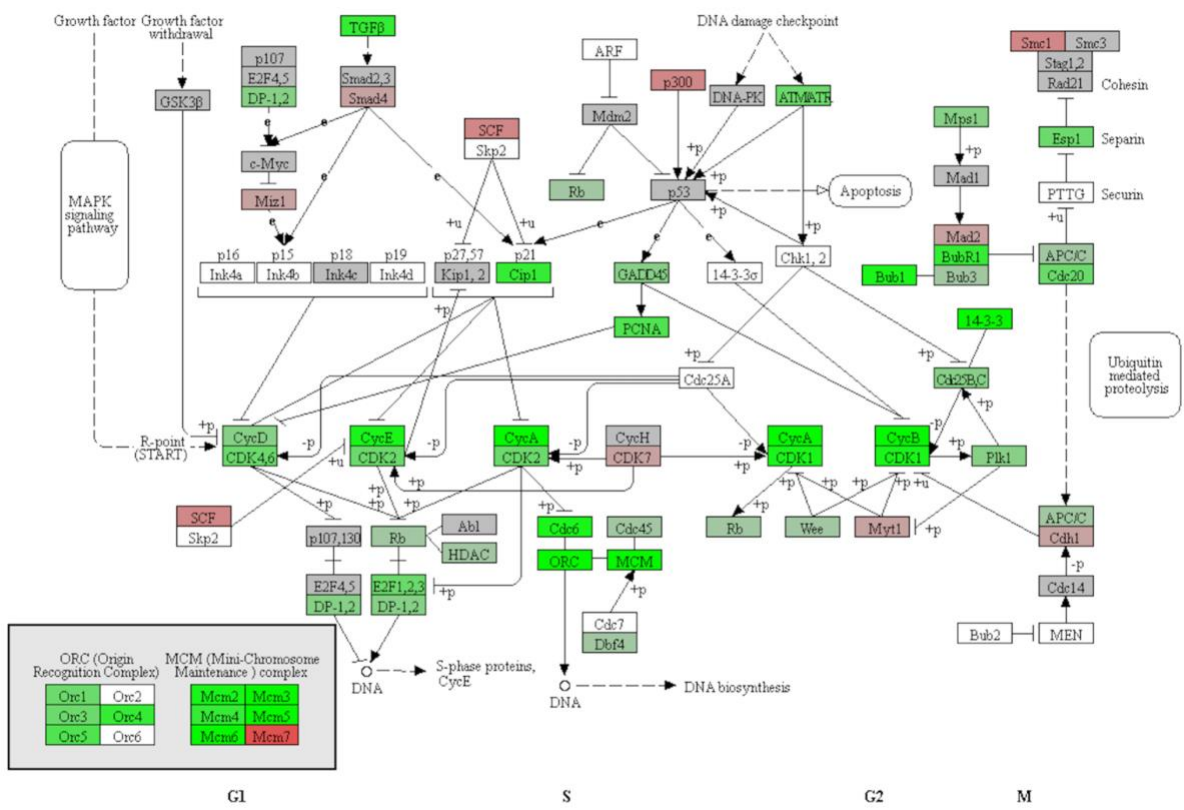 Growth factor
Growth factor
withdrawal
TGFβ
DNA damage checkpoint
Smc1
Smc3
p107
ARF
Stag1,2
E2F4,5
Smad2,3
p300
Rad21
Cohesin
GSK3β
DP-1,2
Smad4
DNA-PK
ATM/ATR
Mdm2
Mps1
e
e
SCF
+p
Esp1
Separin
Skp2
+p
c-Myc
e
e
Rb
p53
Mad1
MAPK
signaling
pathway
Miz1
Apoptosis
PTTG
Securin
e
+u
+u
e
+p
+p
+u
p16
p15
p18
p19
p27,57
p21
e
e
Mad2
Ink4a
Ink4b
Ink4c
Ink4d
Kip1, 2
Cip1
GADD45
14-3-3σ
Chk1, 2
BubR1
APC/C
Bub1
Bub3
Cdc20
+p
PCNA
14-3-3
+p
+p
Cdc25A
Cdc25B,C
Ubiquitin
mediated
proteolysis
+p
+p
R-point
(START)
CycD
-p
CycE
-p
CycA
-p
CycH
-p
CycA
CycB
-p
+p
CDK4,6
+u
CDK2
CDK2
+p
CDK7
+p
CDK1
CDK1
Plk1
+p
+p
+p
+p
+p
+p
+p
+u
SCF
Skp2
p107,130
Rb
Abl
Cdc6
Cdc45
Rb
Wee
Myt1
+p
APC/C
Cdh1
HDAC
ORC
MCM
-p
E2F4,5
E2F1,2,3
+p
+p
Cdc14
DP-1,2
DP-1,2
Cdc7
Dbf4
Bub2
MEN
DNA
S-phase proteins,
CycE
DNA
DNA biosynthesis
ORC (Origin
Recognition Complex)
MCM (Mini-Chromosome
Maintenance ) complex
Orc1
Orc2
Mcm2
Mcm3
Orc3
Orc4
Mcm4
Mcm5
Orc5
Orc6
Mcm6
Mcm7
G1
S
G2
M